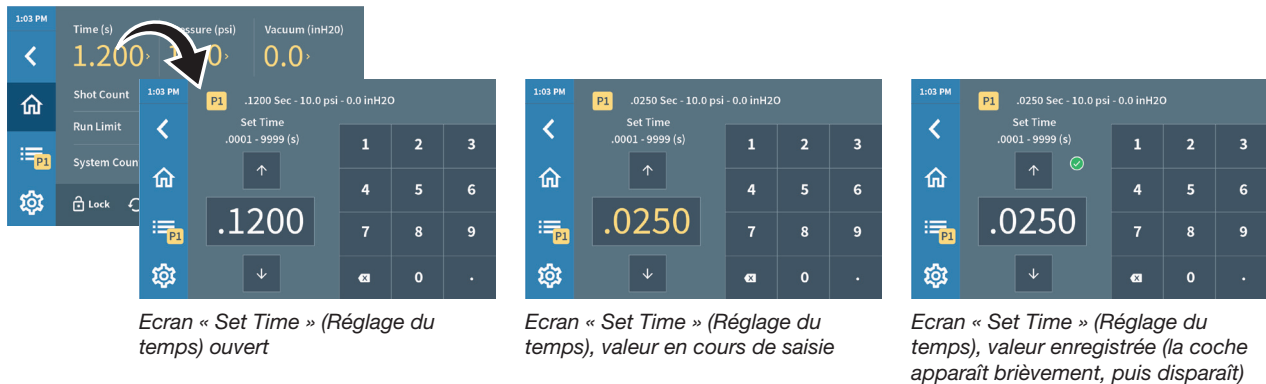 1:03 PM
Time (s)
Vacuum (inH20)
1.200
0.0
Shot Count
Run Limit
P1
Lock
1:03 PM
P1 .1200 Sec - 10.0 psi - 0.0 inH2O
Set Time
.0001 - 9999 (s)
1 2 3
4 5 6
.1200
7 8 9
P1
0 .
1:03 PM
P1 .0250 Sec - 10.0 psi - 0.0 inH2O
Set Time
.0001 - 9999 (s)
1 2 3
4 5 6
.0250
7 8 9
P1
0 .
1:03 PM
P1 .0250 Sec - 10.0 psi - 0.0 inH2O
Set Time
.0001 - 9999 (s)
1 2 3
4 5 6
.0250
7 8 9
P1
0 .
Ecran « Set Time » (Réglage du
temps) ouvert
Ecran « Set Time » (Réglage du
temps), valeur en cours de saisie
Ecran « Set Time » (Réglage du
temps), valeur enregistrée (la coche
apparaît brièvement, puis disparaît)